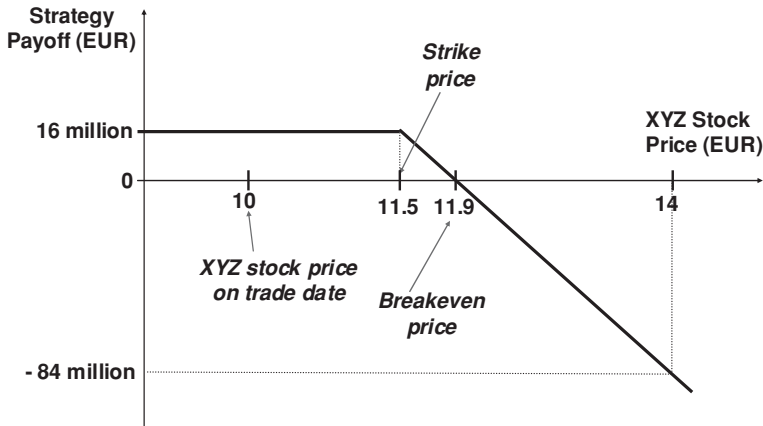 Strategy
Payoff (EUR)
Strike
price
XYZ Stock
Price (EUR)
16 million
0
10
11.5
11.9
14
XYZ stock price
on trade date
Breakeven
price
- 84 million